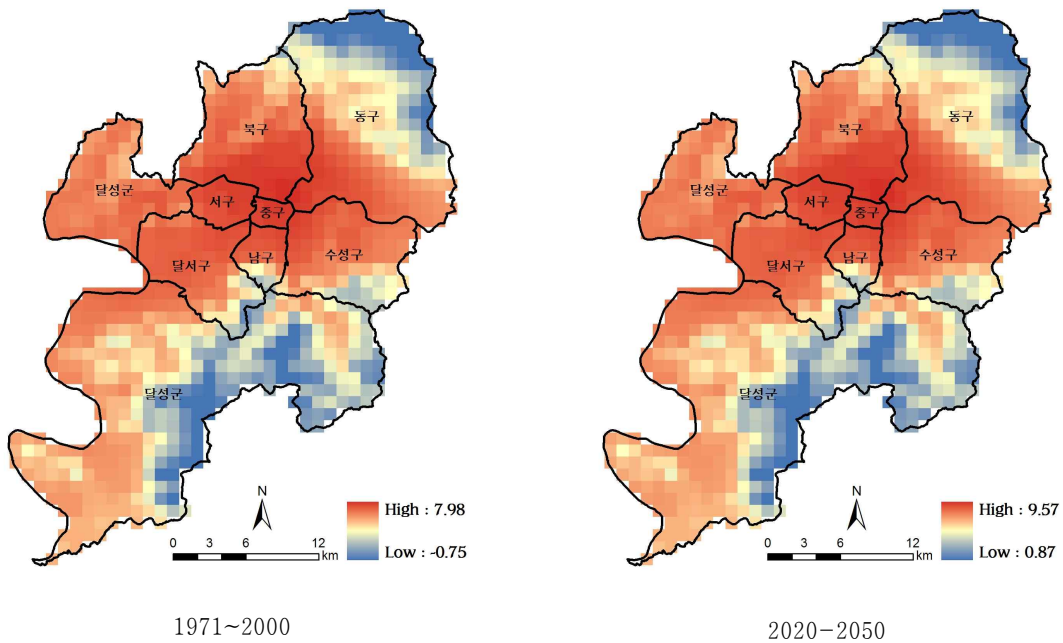 동구
북구
달성군
서구
중구
달서구
남구
수성구
달성군
N
High : 7.98
Low : -0.75
0 3 6 12
km
1971~2000
동구
북구
달성군
서구
중구
달서구
남구
수성구
달성군
N
High : 9.57
Low : 0.87
0 3 6 12
km
2020-2050